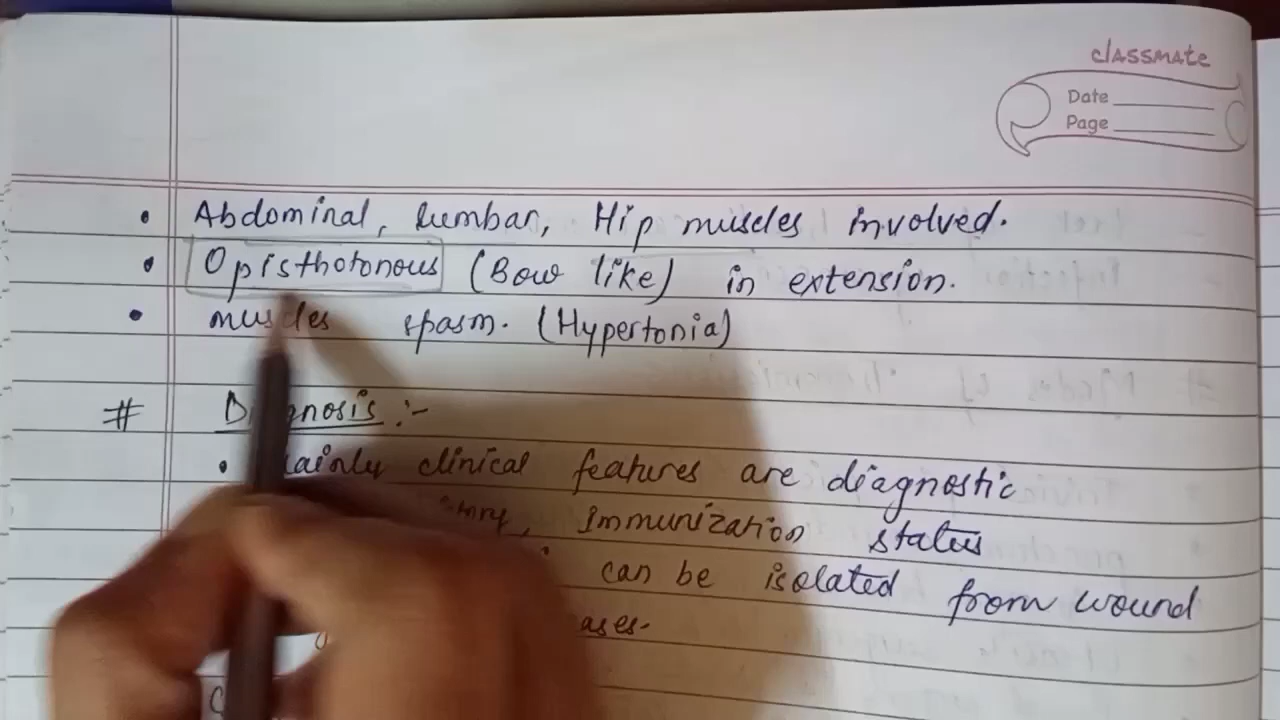 classmate
Date
Page
• Abdominal, Lumbar, Hip muscles involved.
• Opisthotonous (Bow like) in extension.
• muscles spasm. (Hypertonia)
# Diagnosis :-
• Mainly clinical features are diagnostic
Immunization status
can be isolated from wound